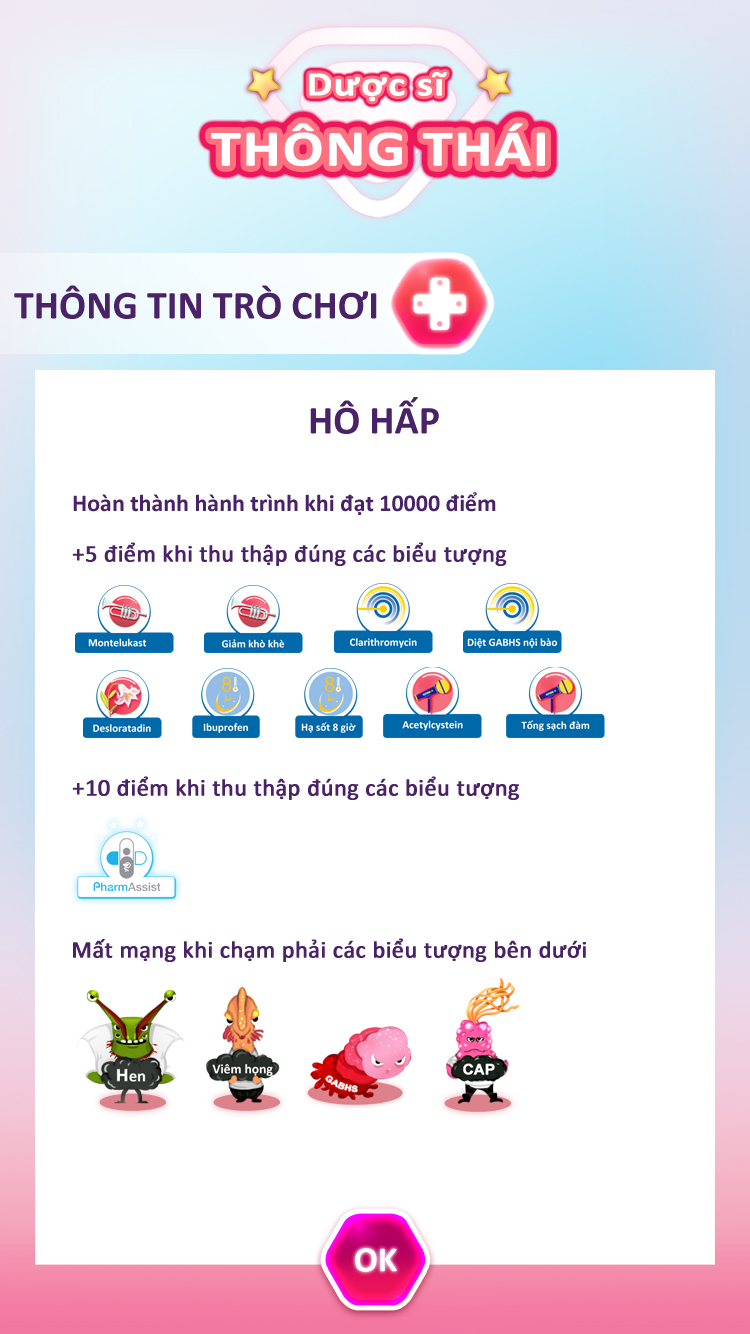 Dược sĩ
THÔNG THÁI
THÔNG TIN TRÒ CHƠI
HÔ HẤP
Hoàn thành hành trình khi đạt 10000 điểm
+5 điểm khi thu thập đúng các biểu tượng
Montelukast Giảm khò khè Clarithromycin Diệt GABHS nội bào
8!
8!
Desloratadin Ibuprofen Hạ sốt 8 giờ Acetylcystein Tống sạch đàm
+10 điểm khi thu thập đúng các biểu tượng
PharmAssist
Mất mạng khi chạm phải các biểu tượng bên dưới
Hen Viêm họng GABHS CAP
OK